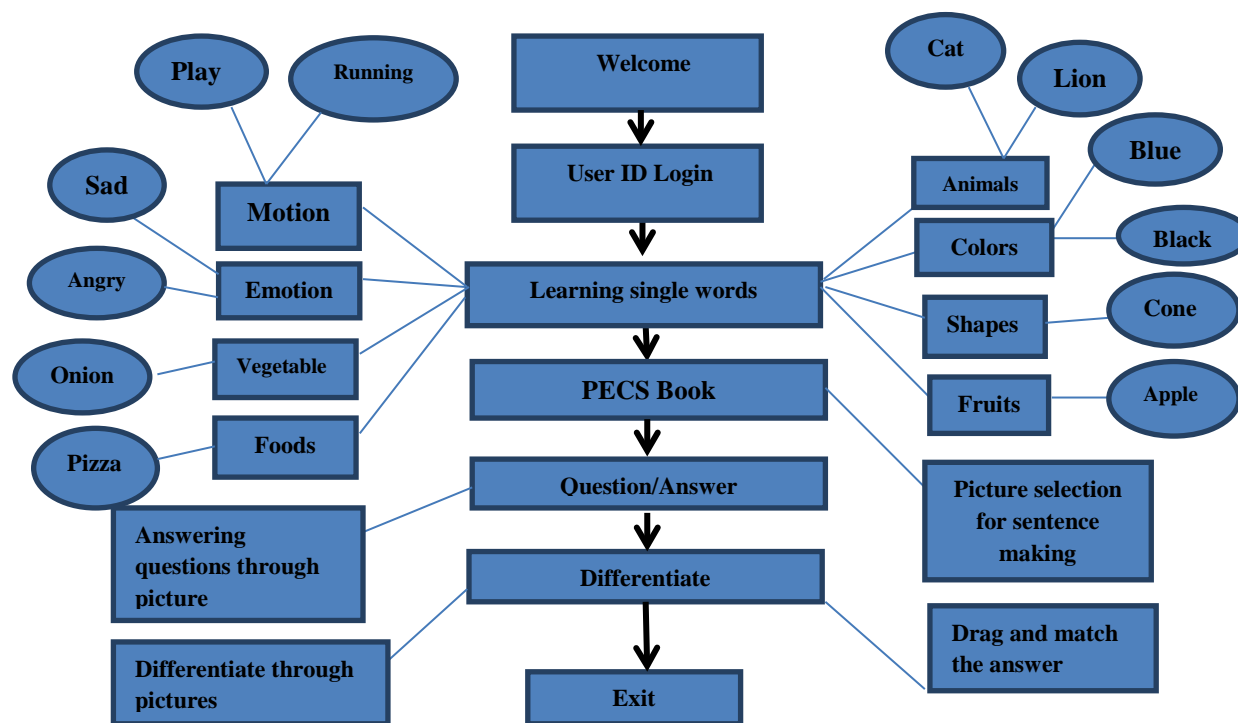 Welcome
Cat
Play
Running
Lion
Blue
User ID Login
Sad
Animals
Motion
Colors
Black
Angry
Emotion
Learning single words
Shapes
Cone
Onion
Vegetable
PECS Book
Fruits
Apple
Pizza
Foods
Question/Answer
Picture selection
for sentence
making
Answering
questions through
picture
Differentiate
Drag and match
the answer
Differentiate through
pictures
Exit